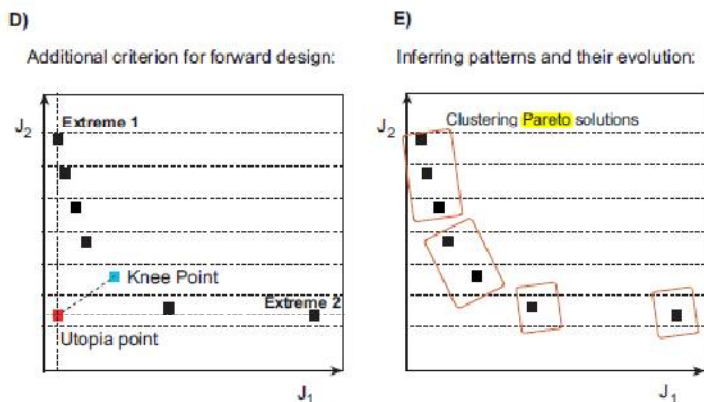 D)
Additional criterion for forward design:
J2
Extreme 1
Knee Point
Extreme 2
Utopia point
J1
E)
Inferring patterns and their evolution:
J2
Clustering Pareto solutions
J1